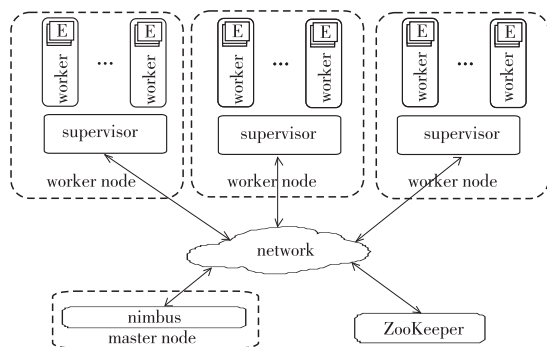 E E E E E E
worker ... worker worker ... worker worker ... worker
supervisor supervisor supervisor
worker node worker node worker node
network
nimbus
master node
ZooKeeper